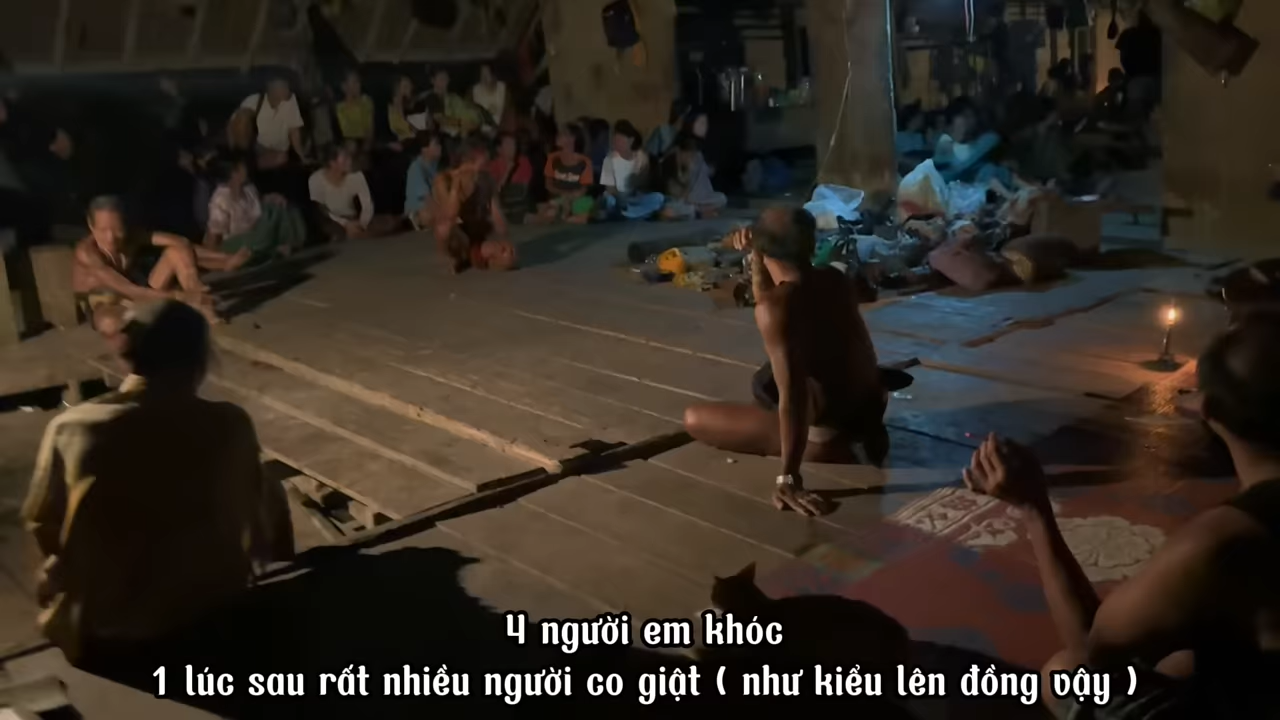 4 người em khóc
1 lúc sau rất nhiều người co giật ( như kiểu lên đồng vậy )